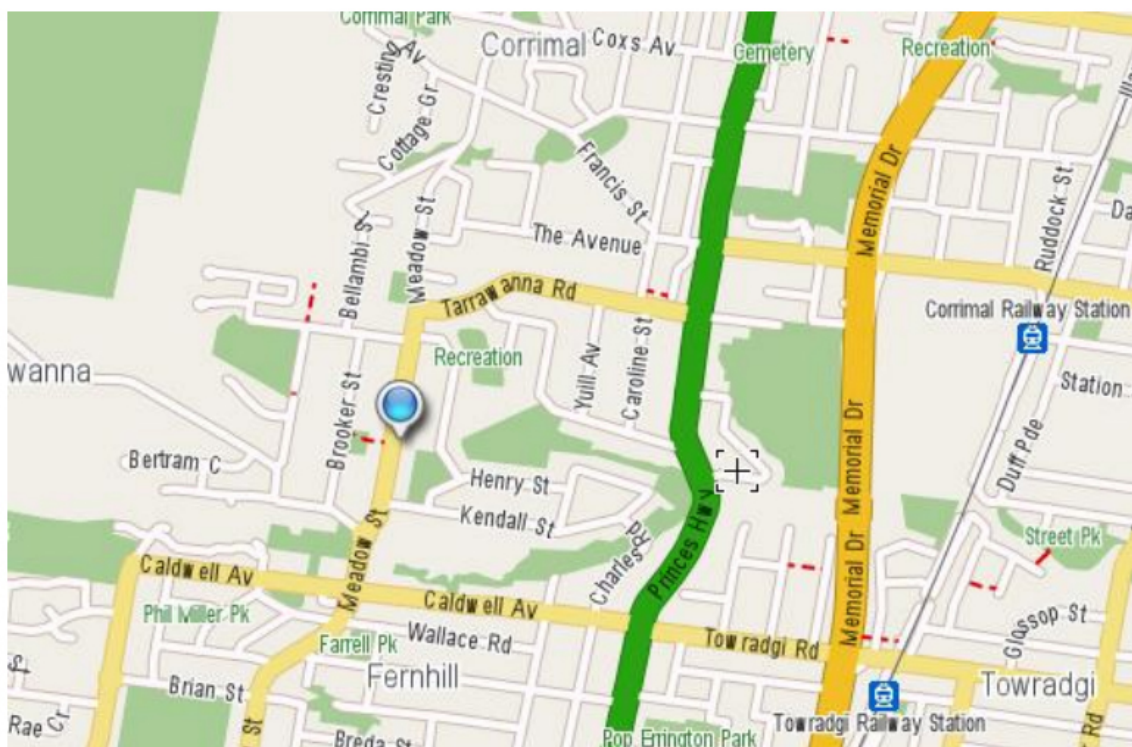 Corrimal Park
Corrimal
Coxs Av
Cemetery
Recreation
Cresting Av
Cottage Gr
Francis St
Memorial Dr
Ruddock St
Meadow St
The Avenue
Bellambi
Tarrawanna Rd
Corrimal Railway Station
Recreation
wanna
Yuill Av
Caroline St
Station
Brooker St
Memorial Dr
Duff Pde
Bertram C
Henry St
Kendall St
Princes Hwy
Memorial Dr
Charles Rd
Street Pk
Meadow St
Caldwell Av
Caldwell Av
Phil Miller Pk
Farrell Pk
Wallace Rd
Towradgi Rd
Memorial Dr
Glossop St
Fernhill
Brian St
Towradgi
St
Rae Cr
St
Rd
Towradgi Railway Station
Breda St
Pop Errington Park